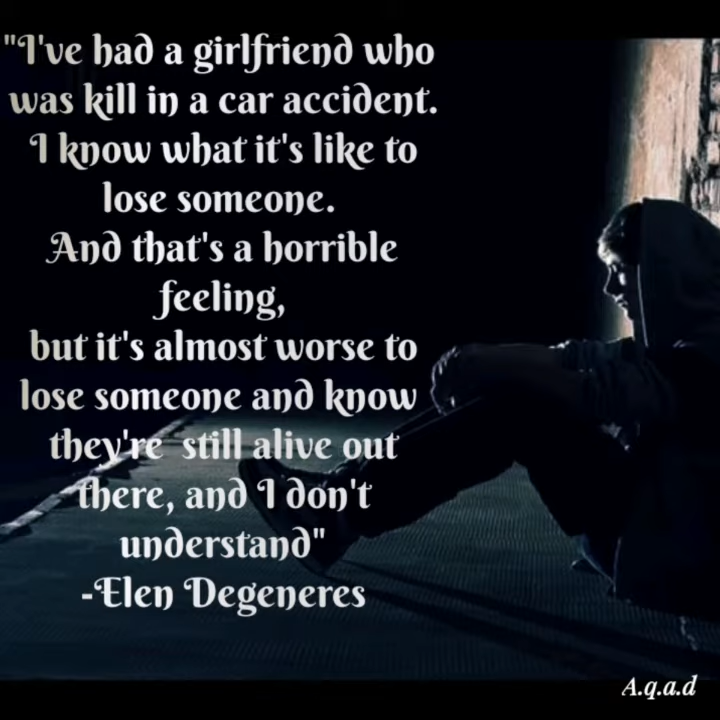 "I've had a girlfriend who
was kill in a car accident.
I know what it's like to
lose someone.
And that's a horrible
feeling,
but it's almost worse to
lose someone and know
they're still alive out
there, and I don't
understand"
-Elen Degeneres
A.q.a.d